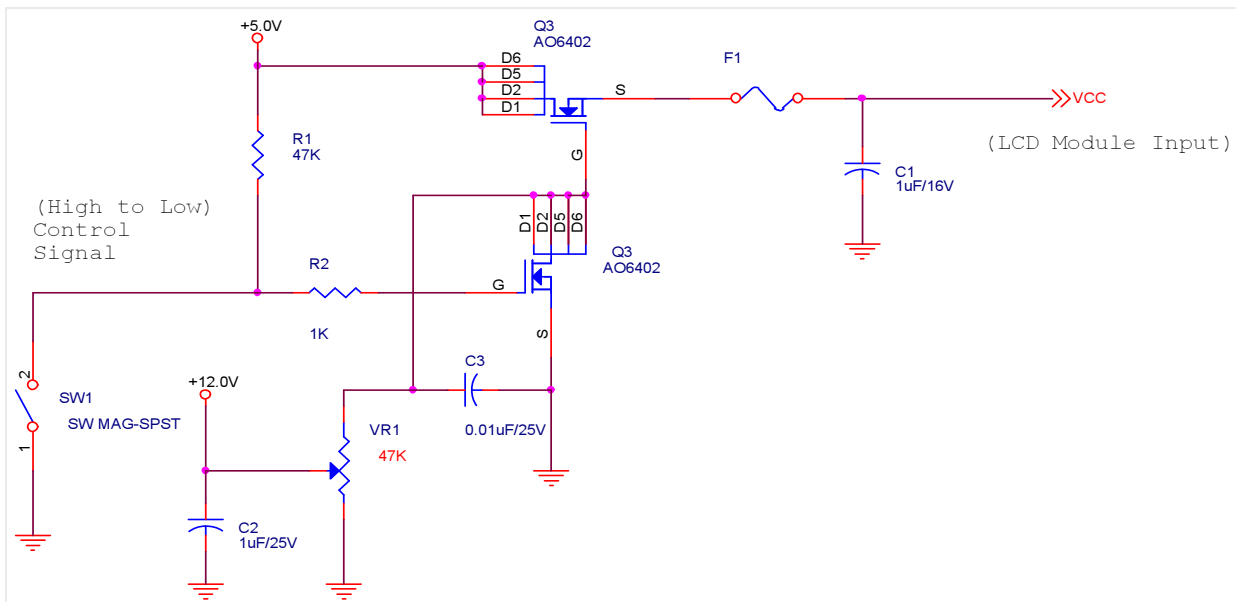 +5.0V
Q3
AO6402
D6
D5
D2
D1
S
G
F1
VCC
(LCD Module Input)
R1
47K
C1
1uF/16V
(High to Low)
Control
Signal
D1
D2
D5
D6
Q3
AO6402
R2
1K
G
S
+12.0V
C3
0.01uF/25V
2
SW1
SW MAG-SPST
1
VR1
47K
C2
1uF/25V